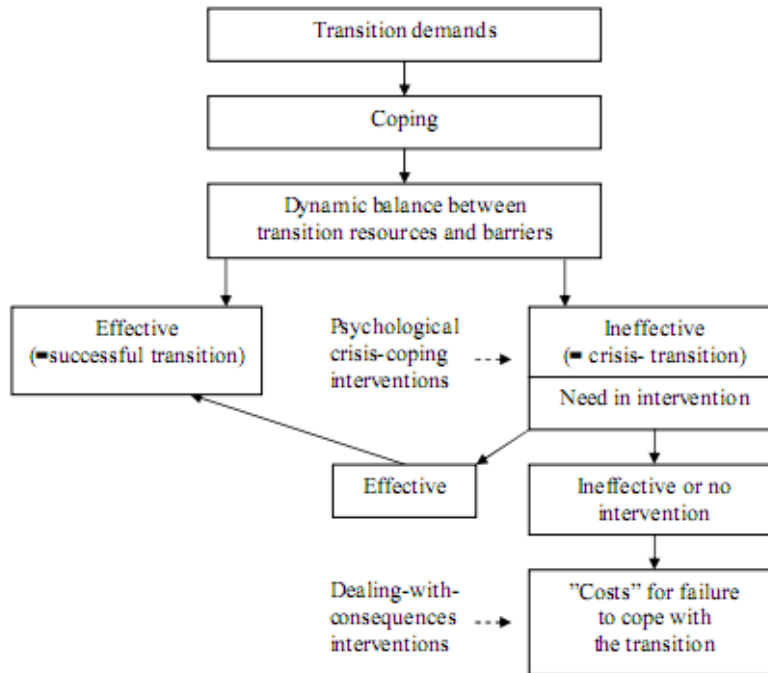 Transition demands
Coping
Dynamic balance between
transition resources and barriers
Effective
(=successful transition)
Psychological
crisis-coping
interventions
Ineffective
(= crisis- transition)
Need in intervention
Effective
Ineffective or no
intervention
Dealing-with-
consequences
interventions
"Costs" for failure
to cope with
the transition